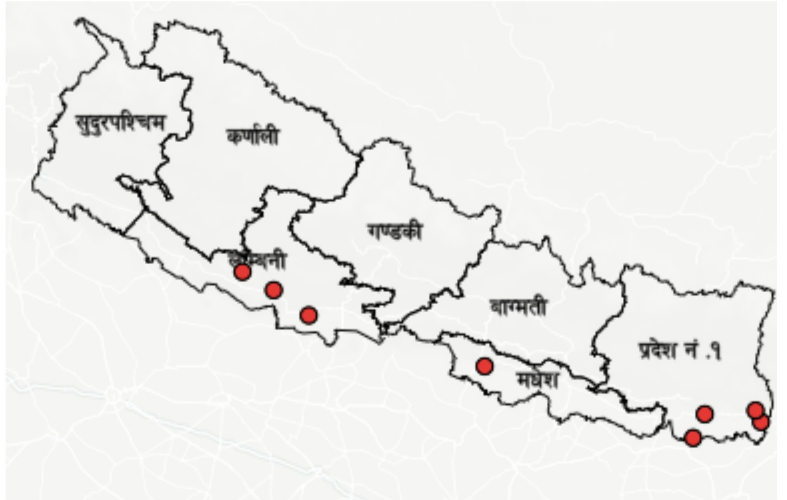 सुदुरपश्चिम
कर्णाली
गण्डकी
लुम्बिनी
बाग्मती
प्रदेश नं .१
मधेश